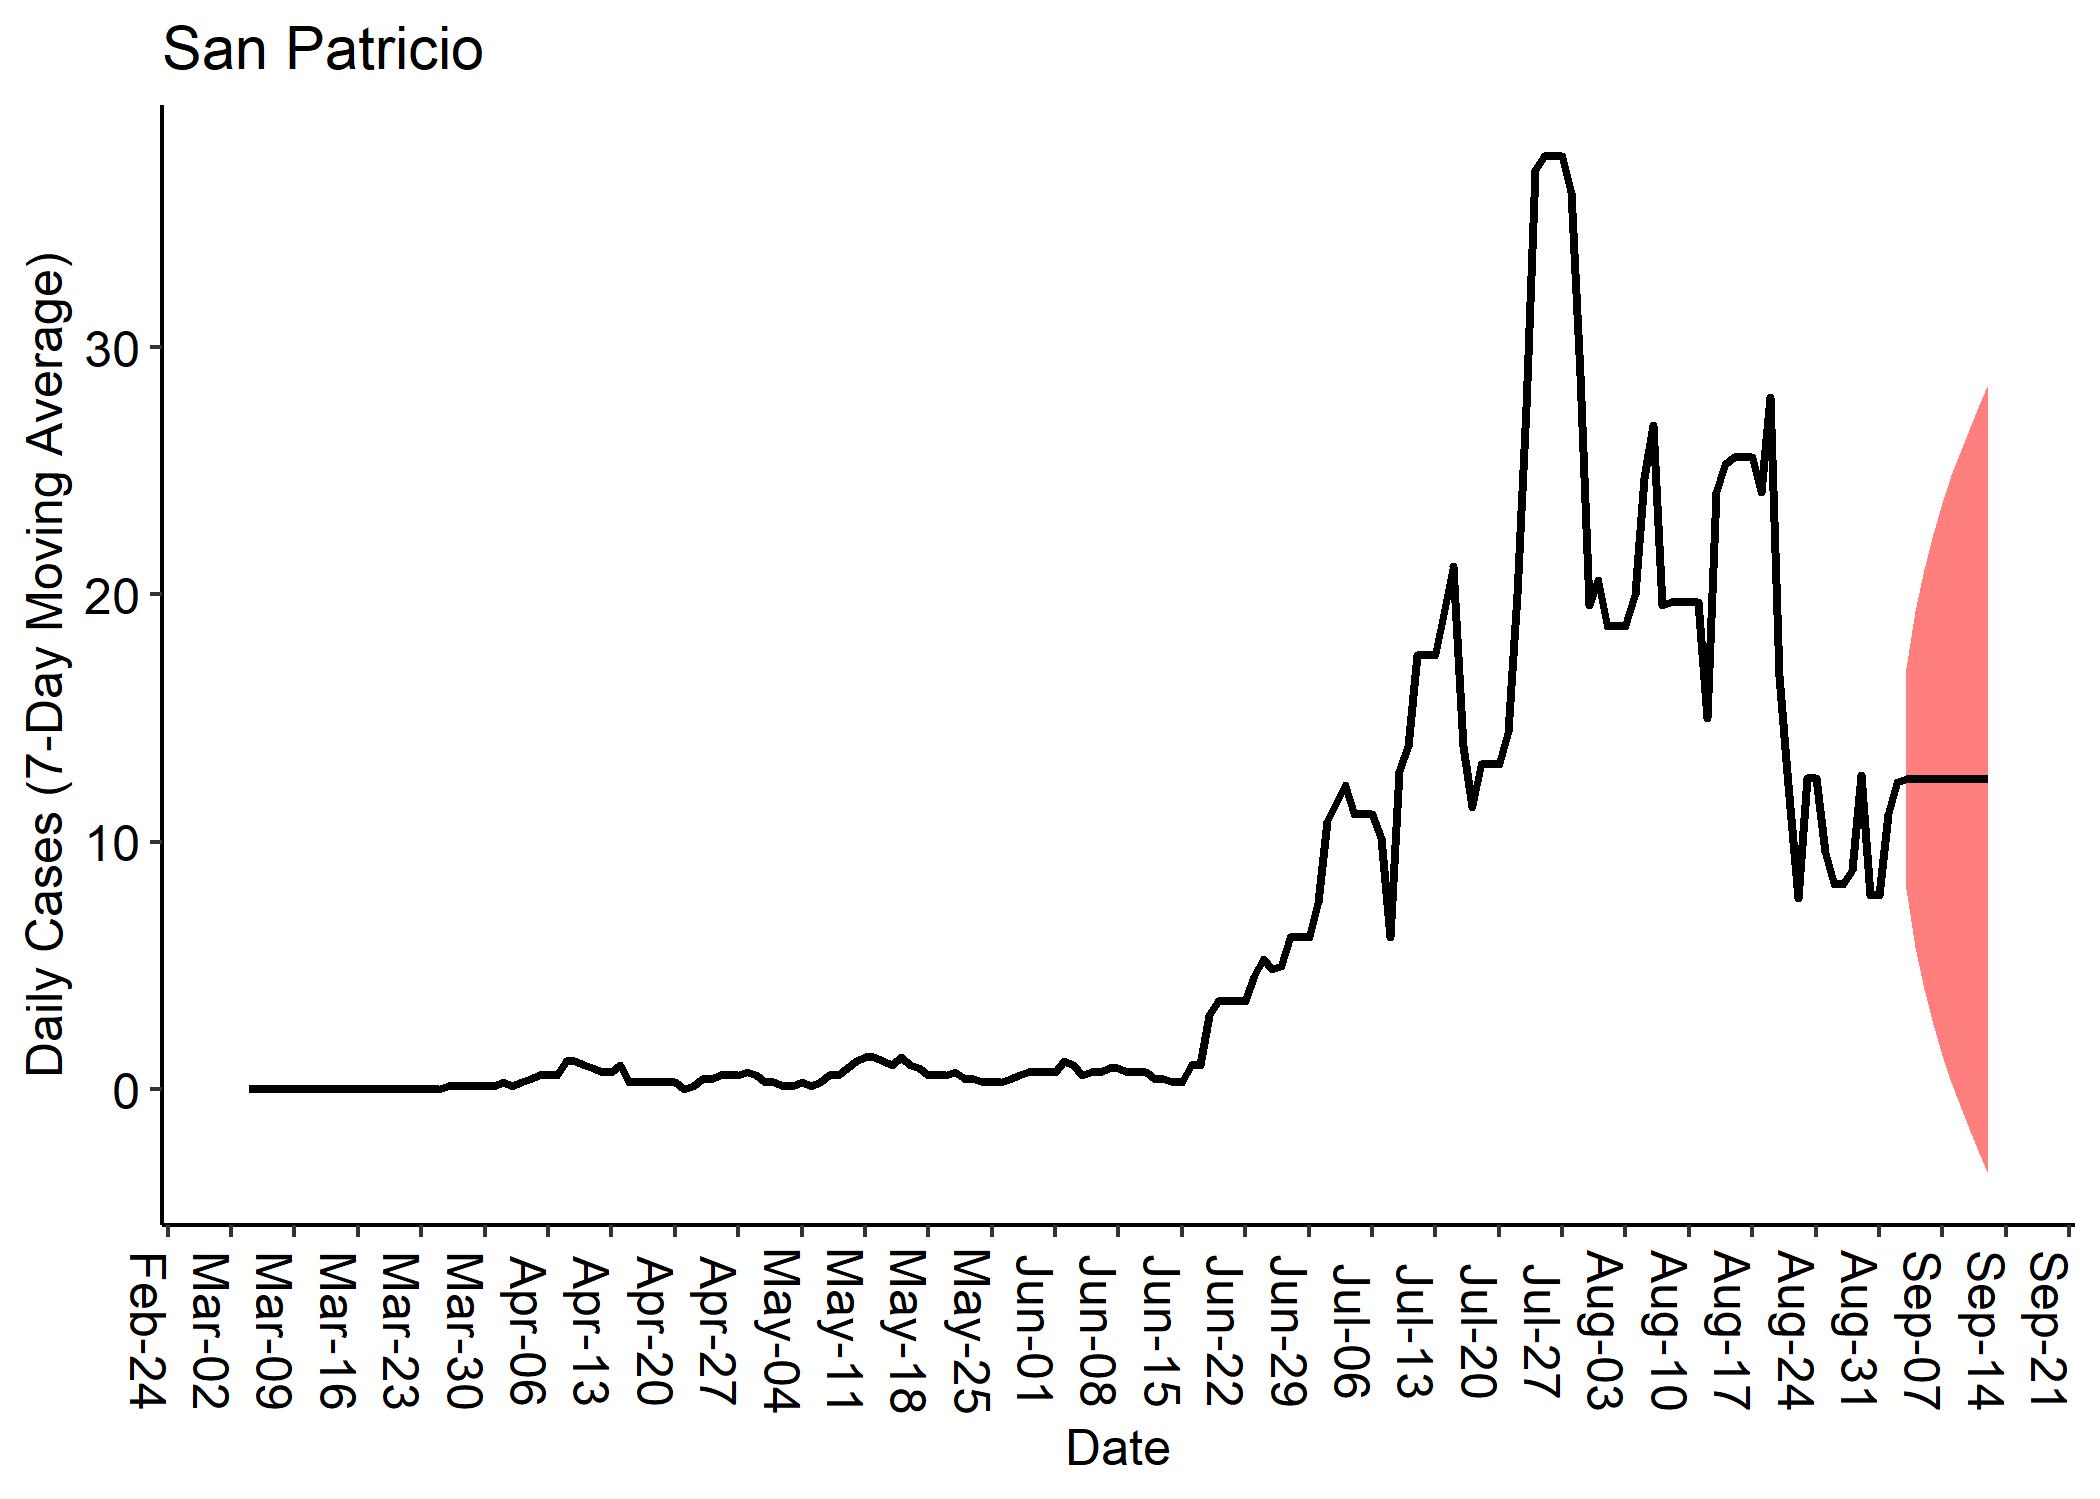 San Patricio
Daily Cases (7-Day Moving Average)
30
20
10
0
Feb-24
Mar-02
Mar-09
Mar-16
Mar-23
Mar-30
Apr-06
Apr-13
Apr-20
Apr-27
May-04
May-11
May-18
May-25
Jun-01
Jun-08
Jun-15
Jun-22
Jun-29
Jul-06
Jul-13
Jul-20
Jul-27
Aug-03
Aug-10
Aug-17
Aug-24
Aug-31
Sep-07
Sep-14
Sep-21
Date